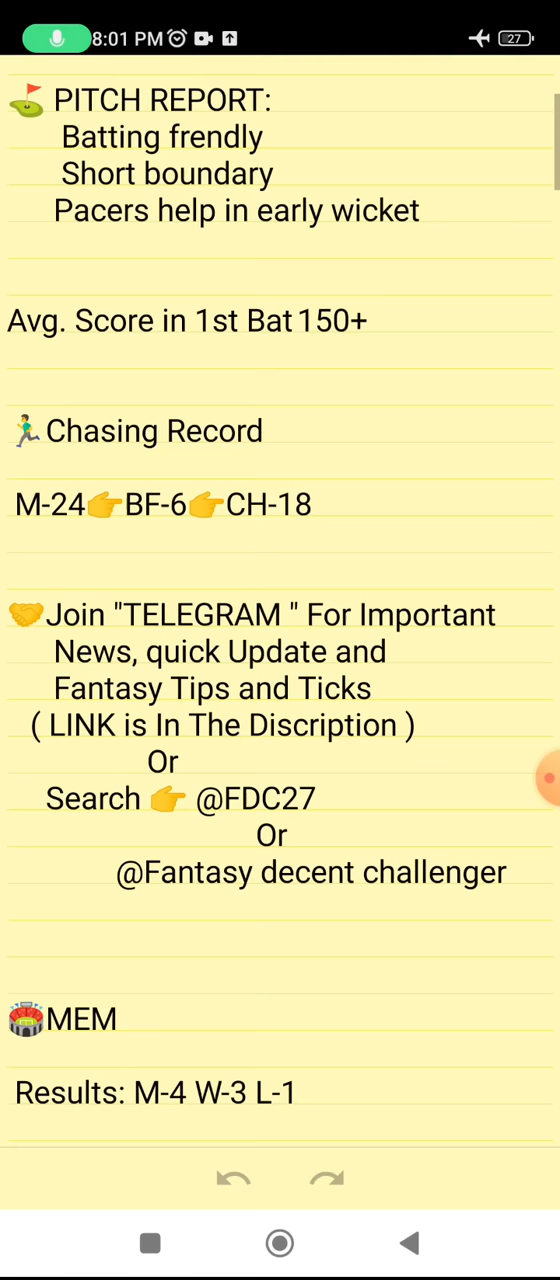 8:01 PM
27
PITCH REPORT:
Batting frendly
Short boundary
Pacers help in early wicket
Avg. Score in 1st Bat 150+
Chasing Record
M-24👉BF-6👉CH-18
🤝Join "TELEGRAM " For Important
News, quick Update and
Fantasy Tips and Ticks
( LINK is In The Discription )
Or
Search 👉 @FDC27
Or
@Fantasy decent challenger
🏟️MEM
Results: M-4 W-3 L-1